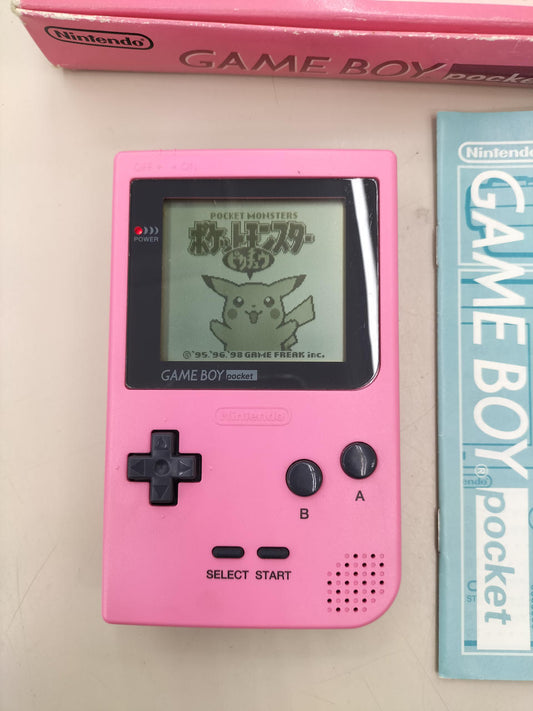 Nintendo
GAME BOY pocket
OFF ON
POWER
POCKET MONSTERS
ポケットモンスター
ピカチュウ
©'95,'96,'98 GAME FREAK inc.
GAME BOY pocket
Nintendo
B
A
SELECT START
Nintendo
GAME BOY® pocket